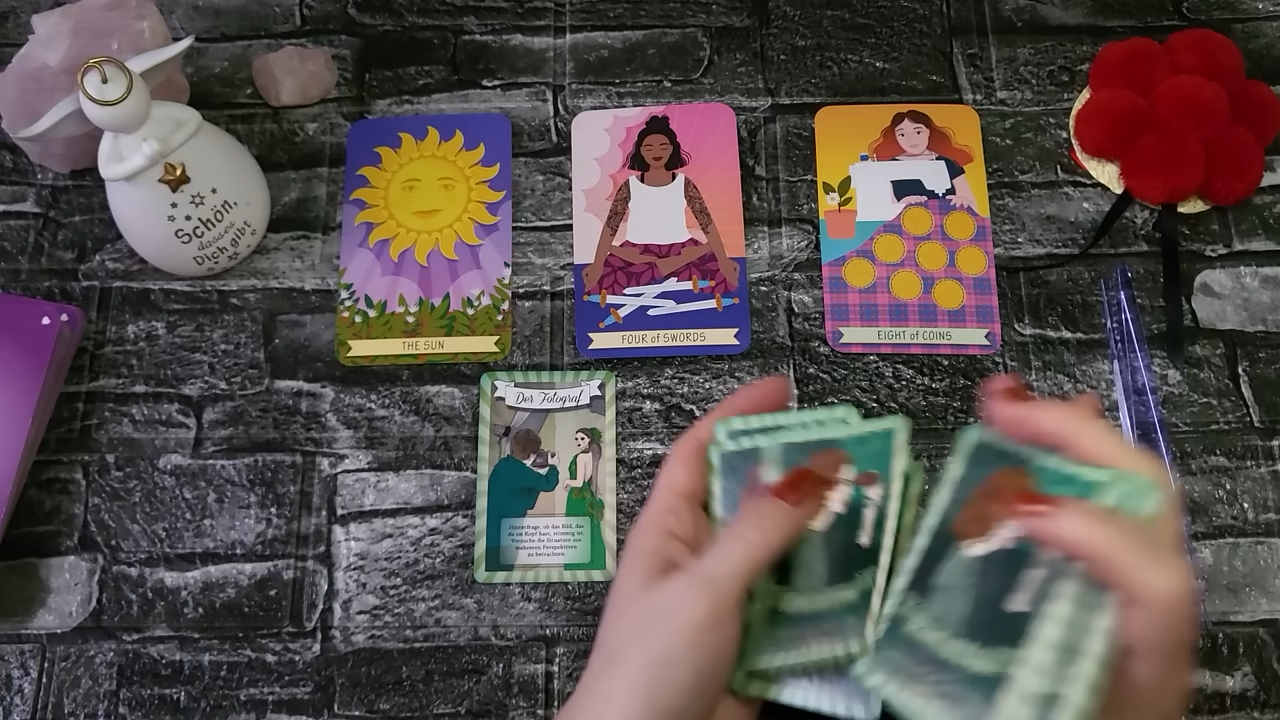 Schön,
dass es
Dich gibt
THE SUN
FOUR of SWORDS
EIGHT of COINS
Der Fotograf
Hinterfrage, ob das Bild, das
du im Kopf hast, stimmig ist.
Versuche die Situation aus
mehreren Perspektiven
zu betrachten.